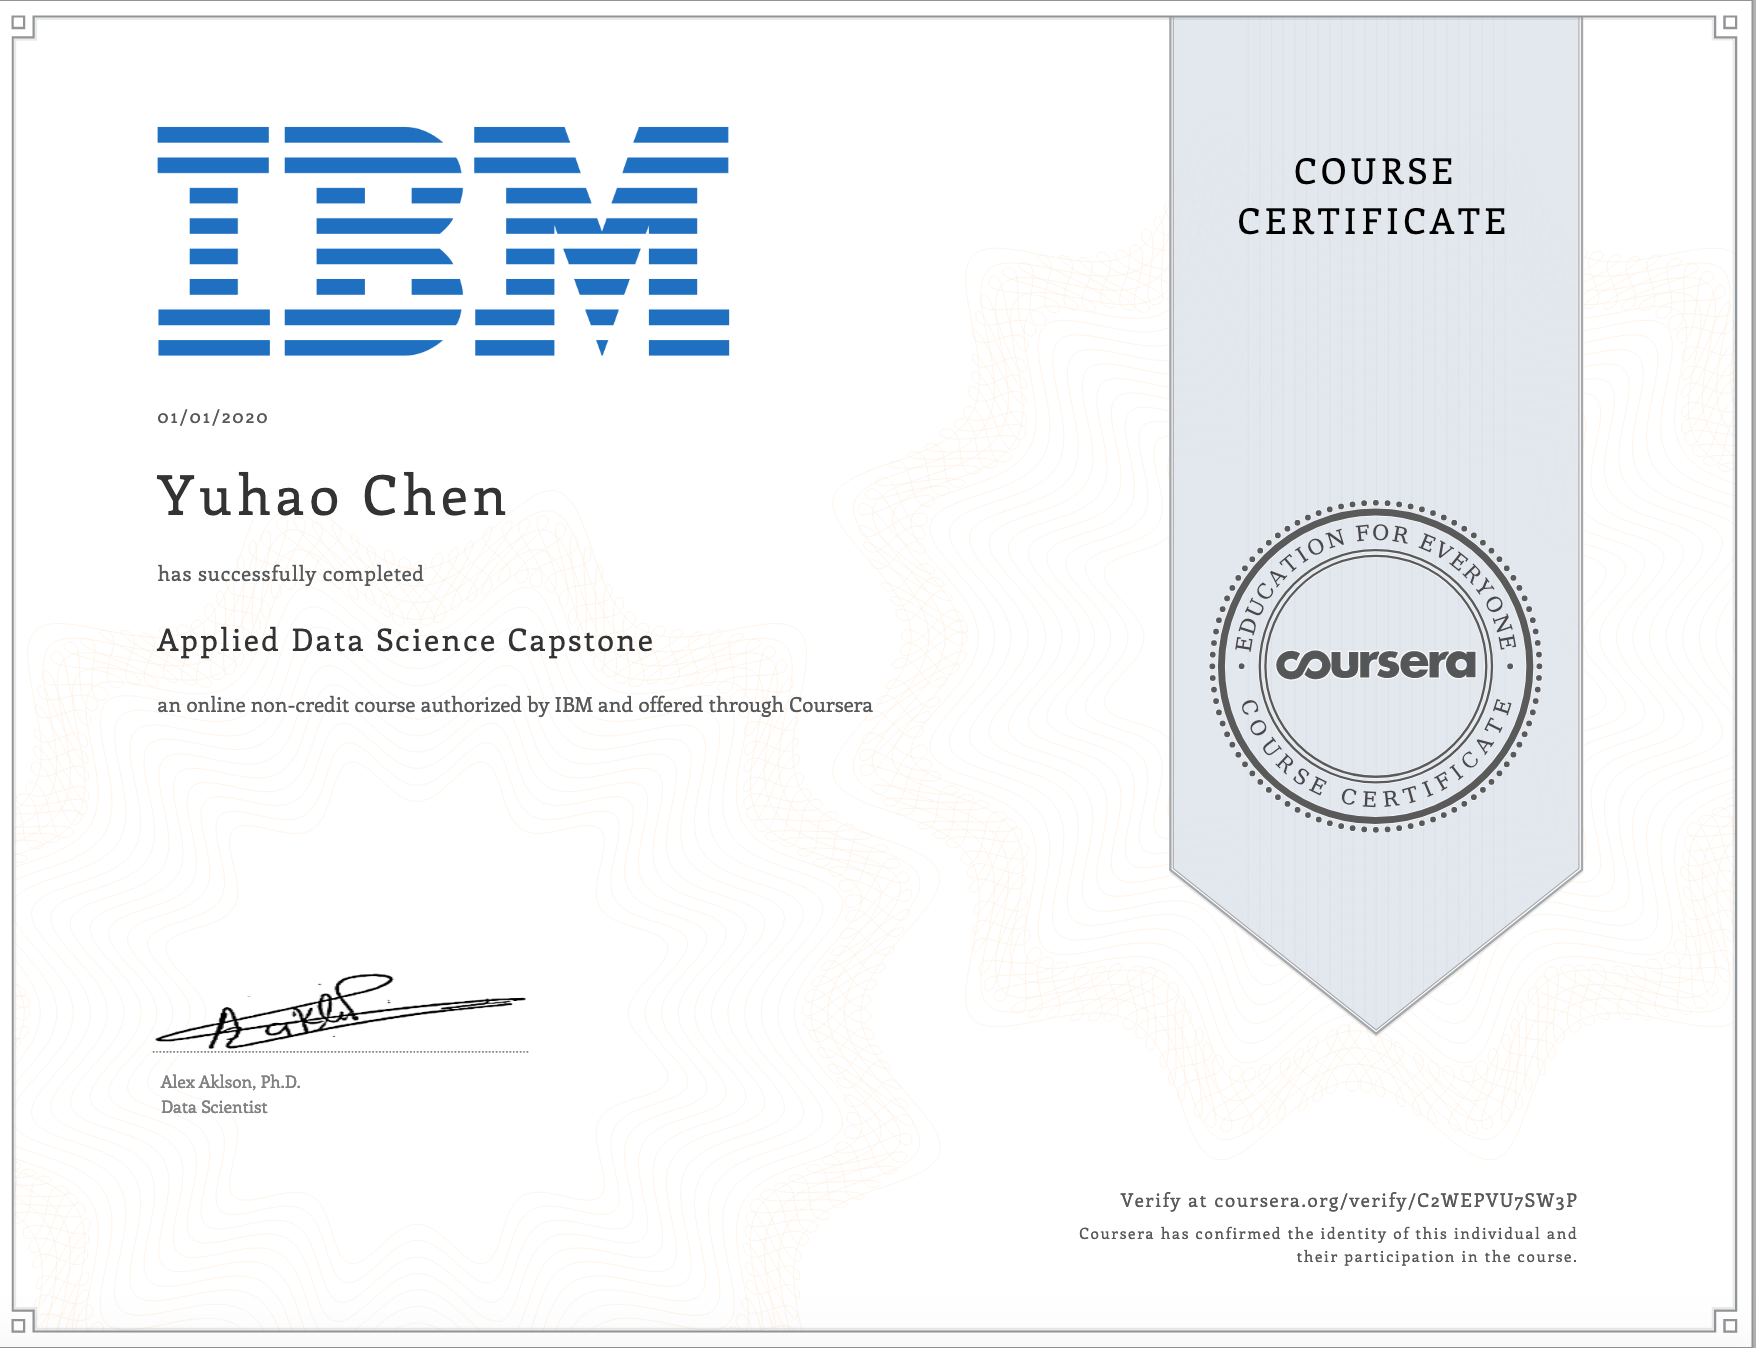 IBM
COURSE
CERTIFICATE
01/01/2020
Yuhao Chen
has successfully completed
Applied Data Science Capstone
an online non-credit course authorized by IBM and offered through Coursera
EDUCATION FOR EVERYONE
coursera
COURSE CERTIFICATE
Alex Aklson, Ph.D.
Data Scientist
Verify at coursera.org/verify/C2WEPVU7SW3P
Coursera has confirmed the identity of this individual and
their participation in the course.